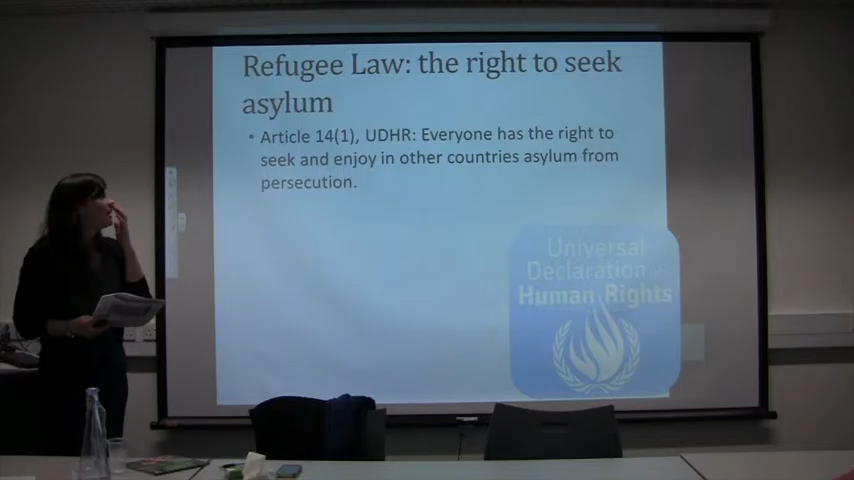 Refugee Law: the right to seek
asylum
• Article 14(1), UDHR: Everyone has the right to
seek and enjoy in other countries asylum from
persecution.
Universal
Declaration of
Human Rights